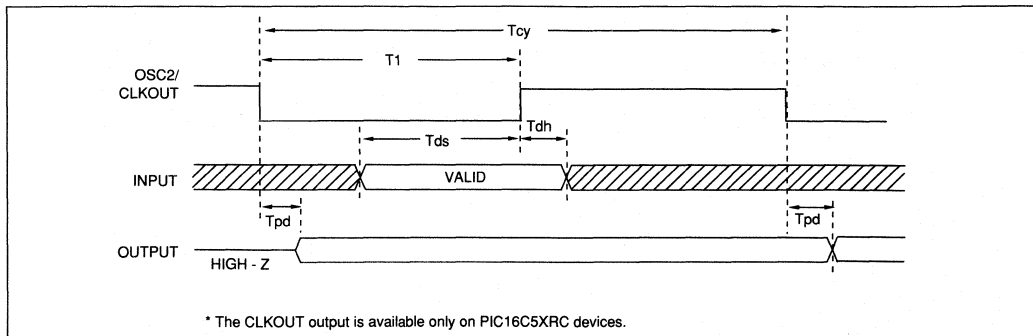 Tcy
T1
OSC2/
CLKOUT
Tds
Tdh
INPUT
VALID
Tpd
Tpd
OUTPUT
HIGH - Z
* The CLKOUT output is available only on PIC16C5XRC devices.